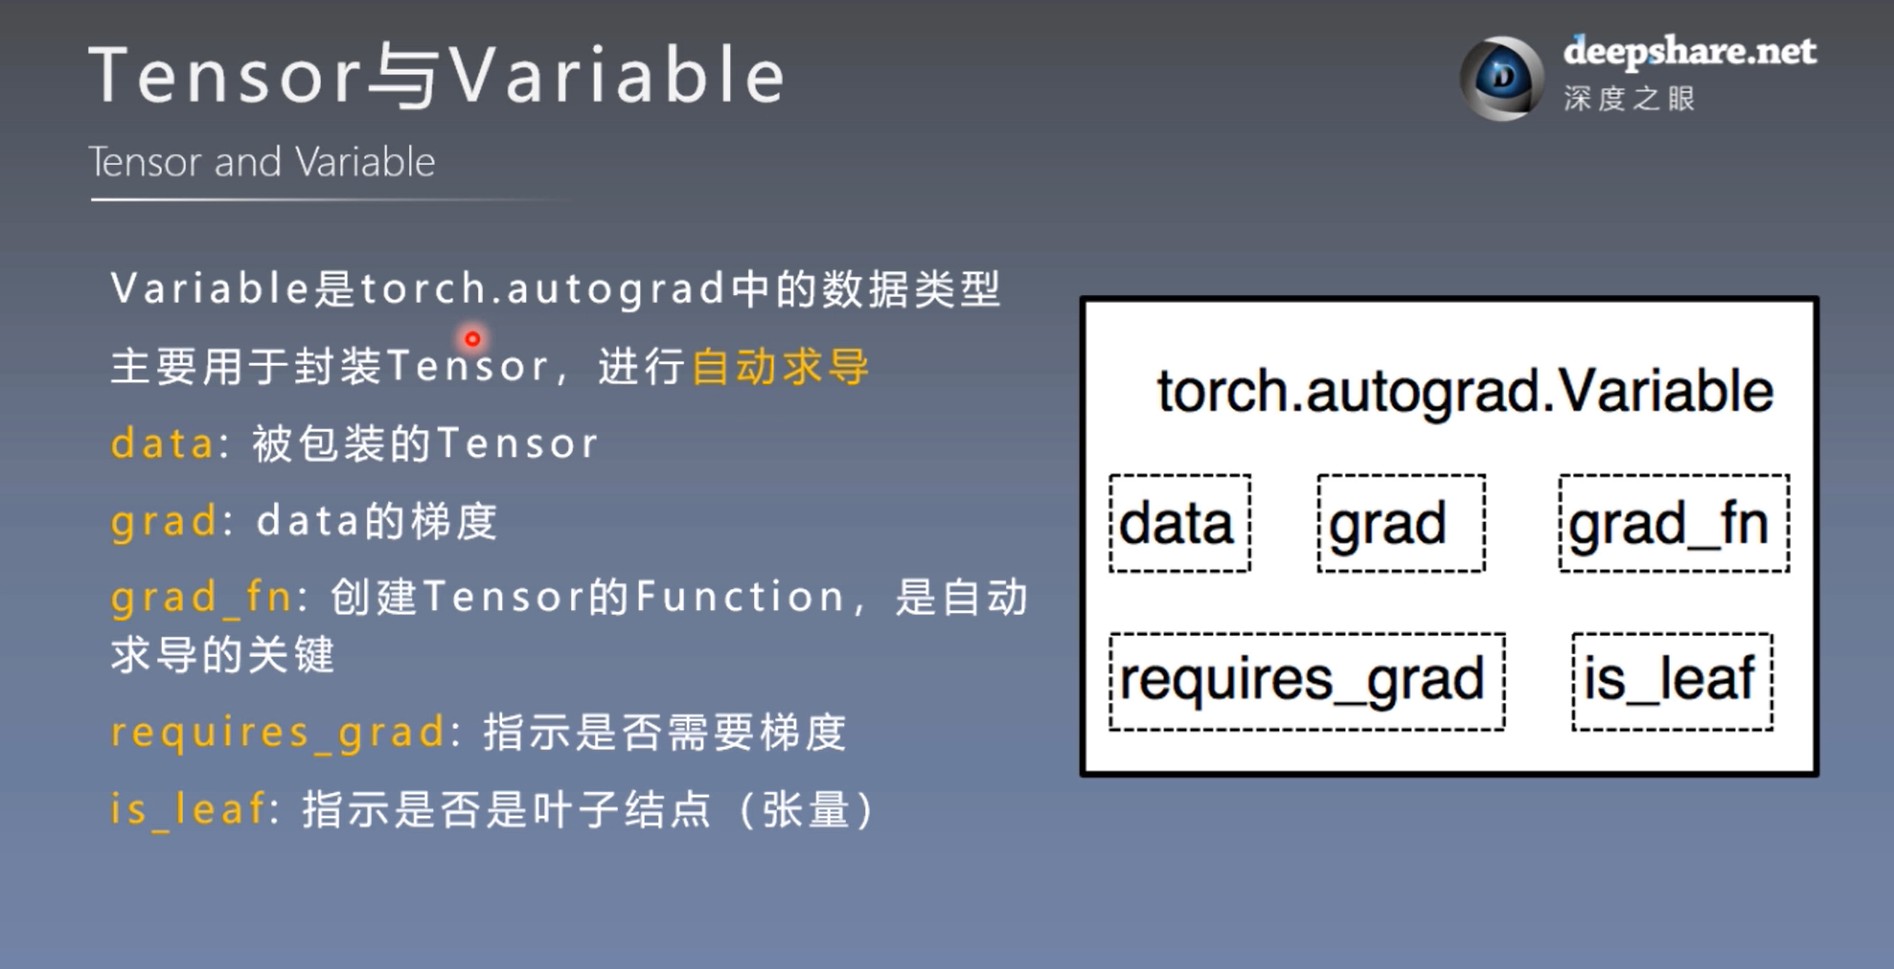 Tensor与Variable
deepshare.net
深度之眼
Tensor and Variable
Variable是torch.autograd中的数据类型
主要用于封装Tensor，进行自动求导
data: 被包装的Tensor
grad: data的梯度
grad_fn: 创建Tensor的Function，是自动
求导的关键
requires_grad: 指示是否需要梯度
is_leaf: 指示是否是叶子结点（张量）
torch.autograd.Variable
data grad grad_fn
requires_grad is_leaf